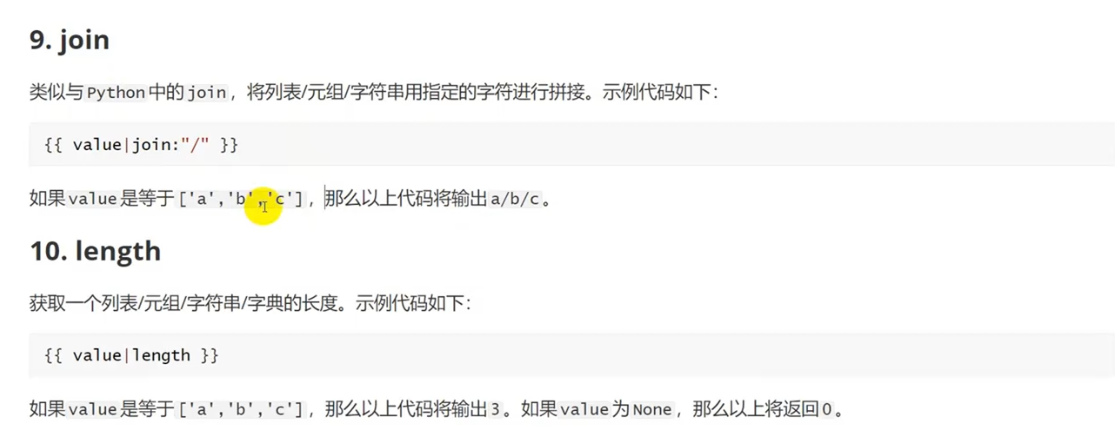 9. join
类似与Python中的join，将列表/元组/字符串用指定的字符进行拼接。示例代码如下：
{{ value|join:"/" }}
如果value是等于['a','b','c']，那么以上代码将输出a/b/c。
10. length
获取一个列表/元组/字符串/字典的长度。示例代码如下：
{{ value|length }}
如果value是等于['a','b','c']，那么以上代码将输出3。如果value为None，那么以上将返回0。